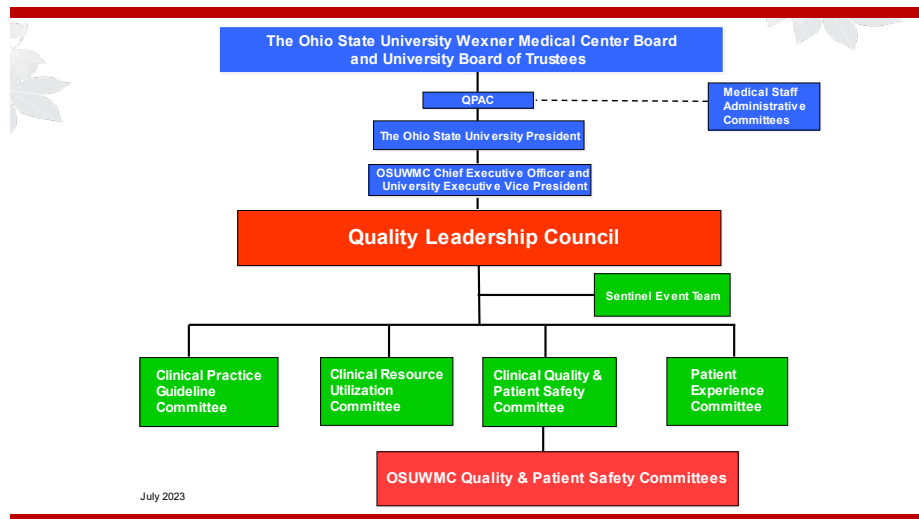 The Ohio State University Wexner Medical Center Board
and University Board of Trustees
QPAC
Medical Staff
Administrative
Committees
The Ohio State University President
OSUWMC Chief Executive Officer and
University Executive Vice President
Quality Leadership Council
Sentinel Event Team
Clinical Practice
Guideline
Committee
Clinical Resource
Utilization
Committee
Clinical Quality &
Patient Safety
Committee
Patient
Experience
Committee
OSUWMC Quality & Patient Safety Committees
July 2023